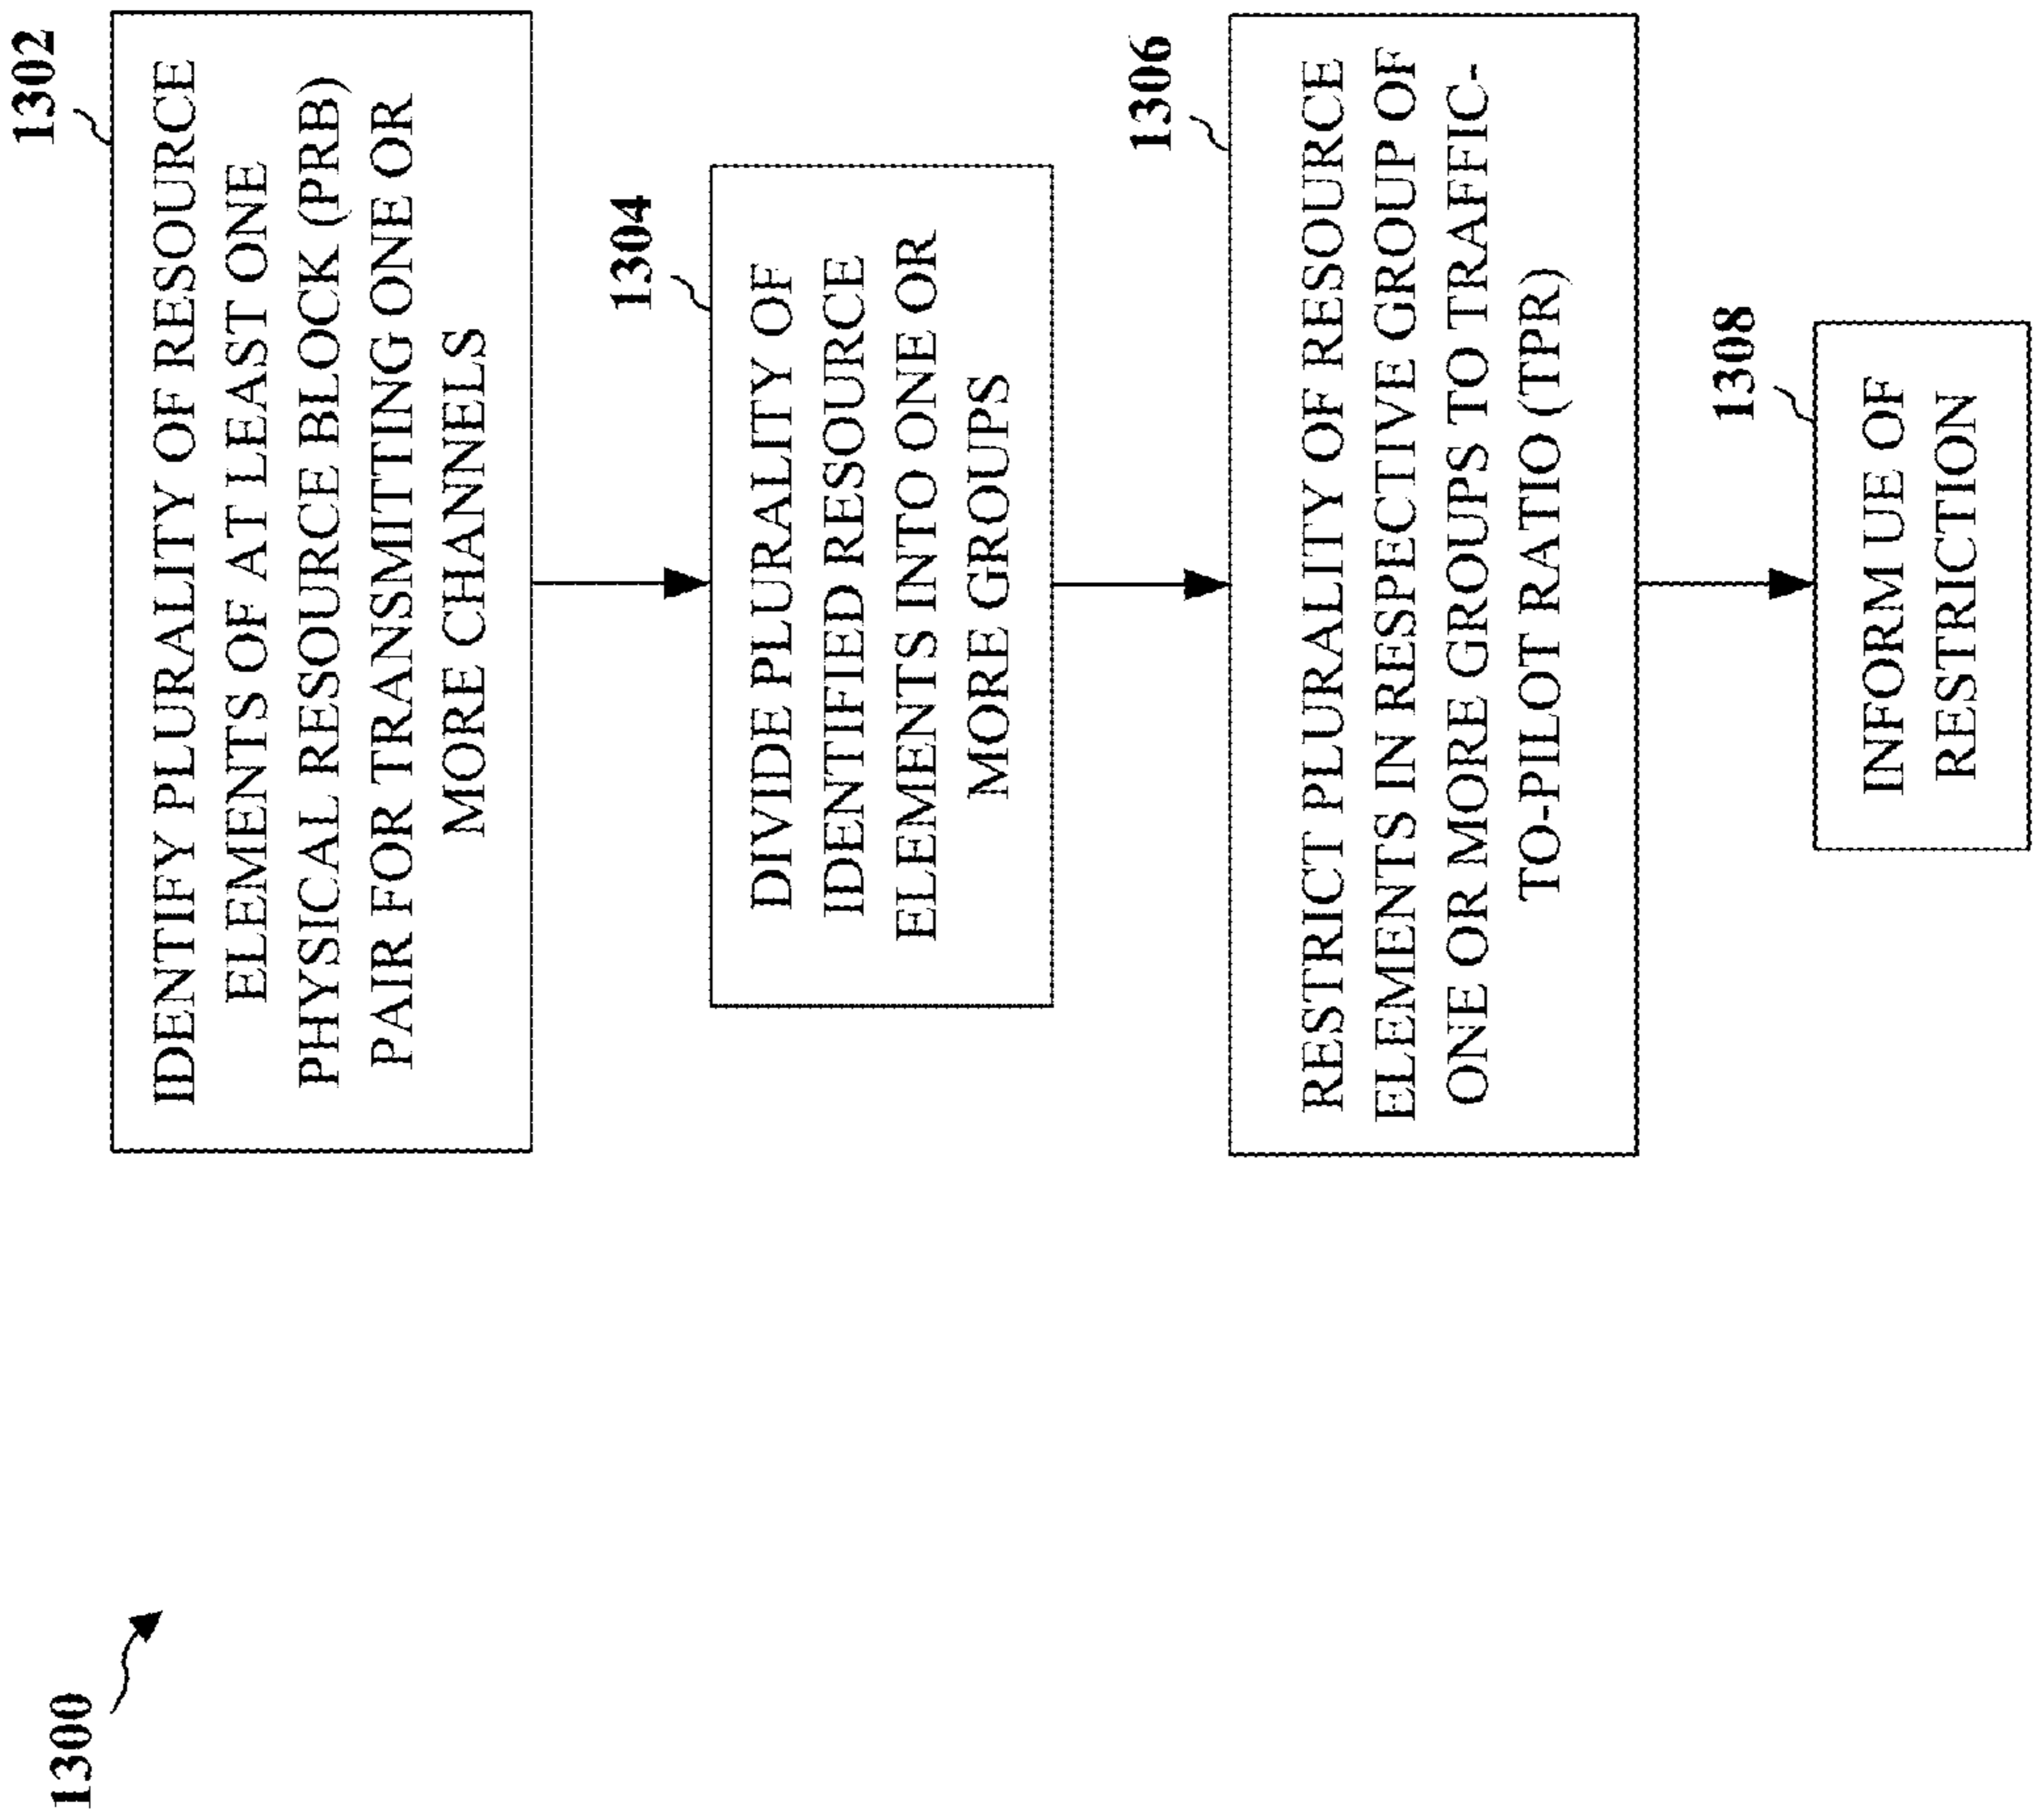 1300
1302
IDENTIFY PLURALITY OF RESOURCE
ELEMENTS OF AT LEAST ONE
PHYSICAL RESOURCE BLOCK (PRB)
PAIR FOR TRANSMITTING ONE OR
MORE CHANNELS
1304
DIVIDE PLURALITY OF
IDENTIFIED RESOURCE
ELEMENTS INTO ONE OR
MORE GROUPS
1306
RESTRICT PLURALITY OF RESOURCE
ELEMENTS IN RESPECTIVE GROUP OF
ONE OR MORE GROUPS TO TRAFFIC-
TO-PILOT RATIO (TPR)
1308
INFORM UE OF
RESTRICTION